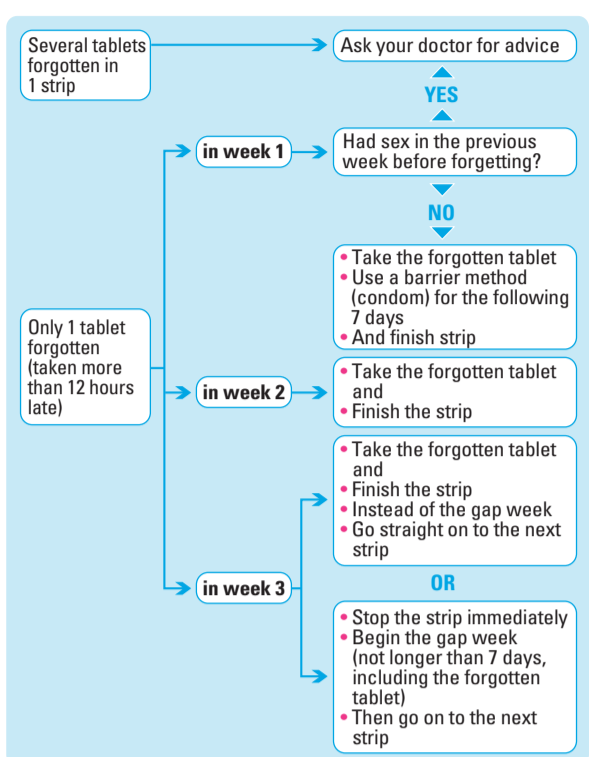 Several tablets
forgotten in
1 strip
Ask your doctor for advice
YES
in week 1
Had sex in the previous
week before forgetting?
NO
• Take the forgotten tablet
• Use a barrier method
(condom) for the following
7 days
• And finish strip
Only 1 tablet
forgotten
(taken more
than 12 hours
late)
in week 2
• Take the forgotten tablet
and
• Finish the strip
in week 3
• Take the forgotten tablet
and
• Finish the strip
• Instead of the gap week
• Go straight on to the next
strip
OR
• Stop the strip immediately
• Begin the gap week
(not longer than 7 days,
including the forgotten
tablet)
• Then go on to the next
strip